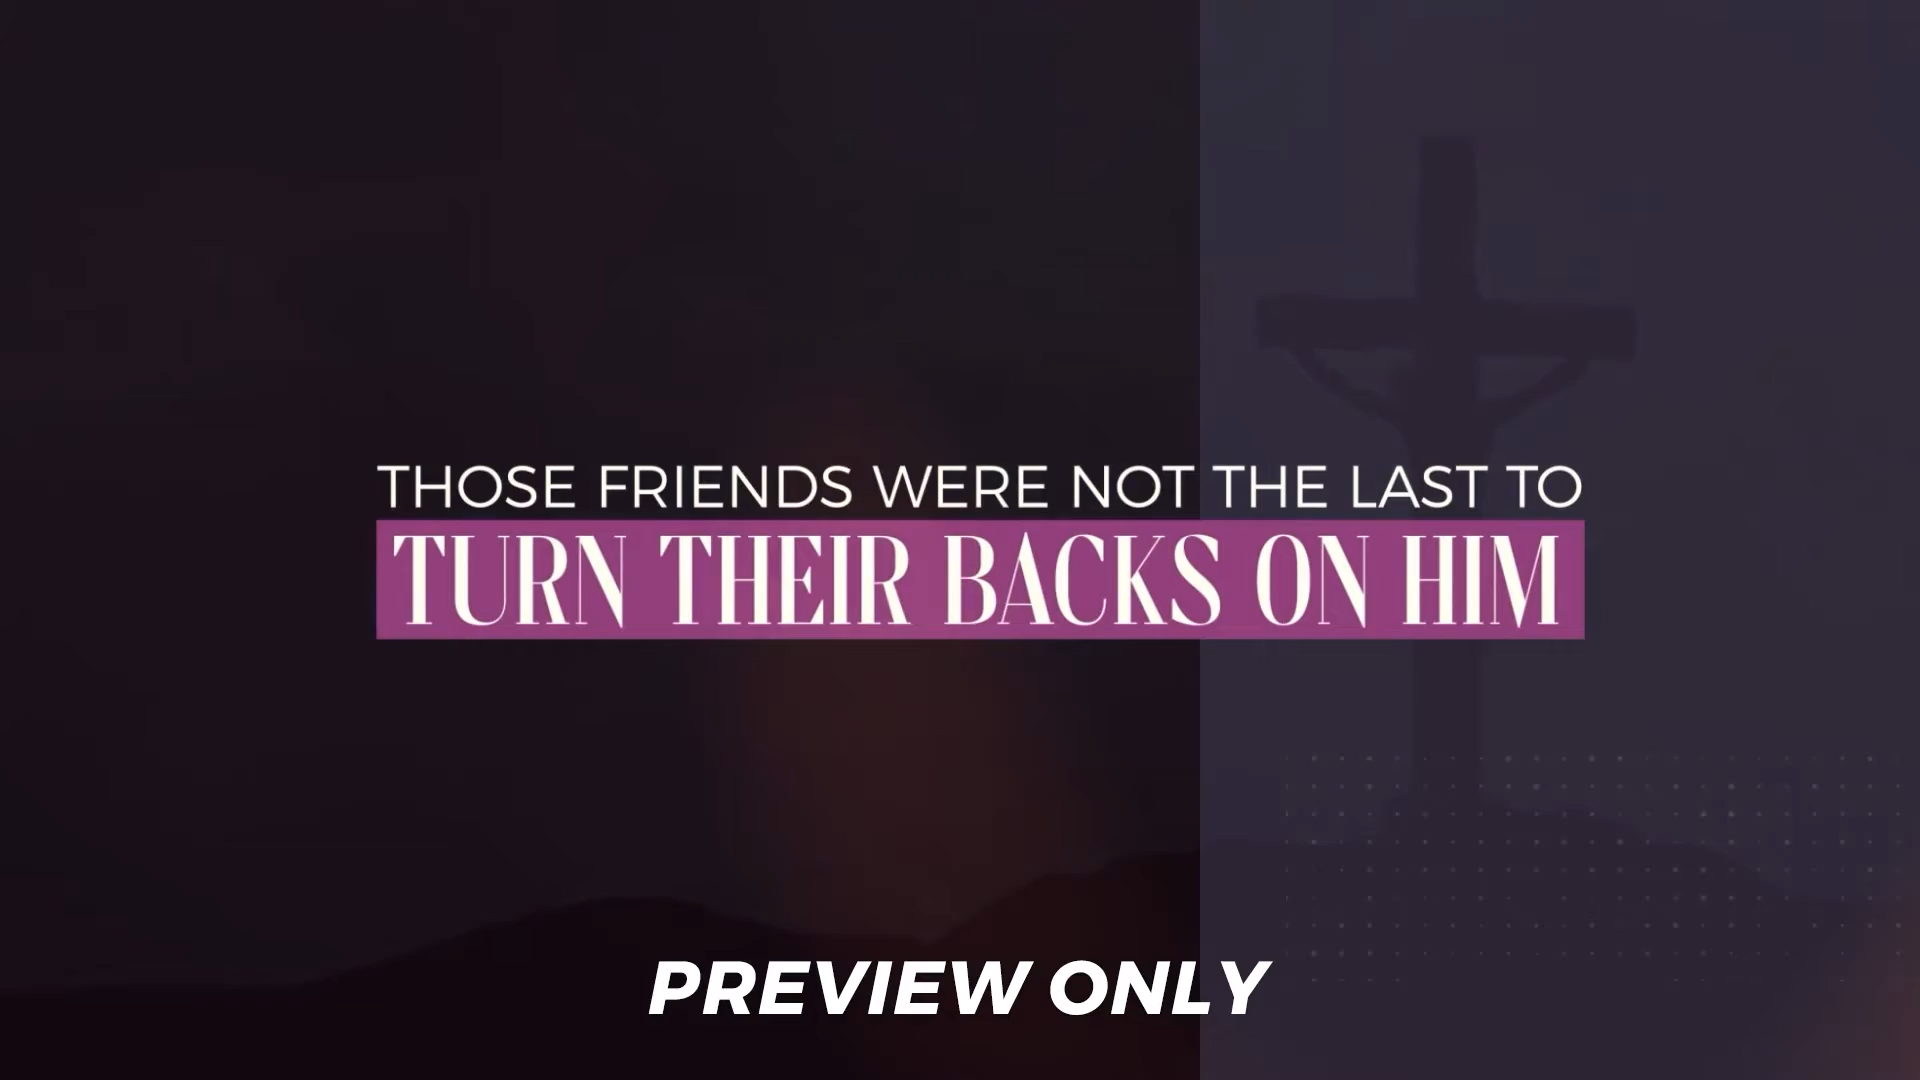 THOSE FRIENDS WERE NOT THE LAST TO
TURN THEIR BACKS ON HIM
PREVIEW ONLY